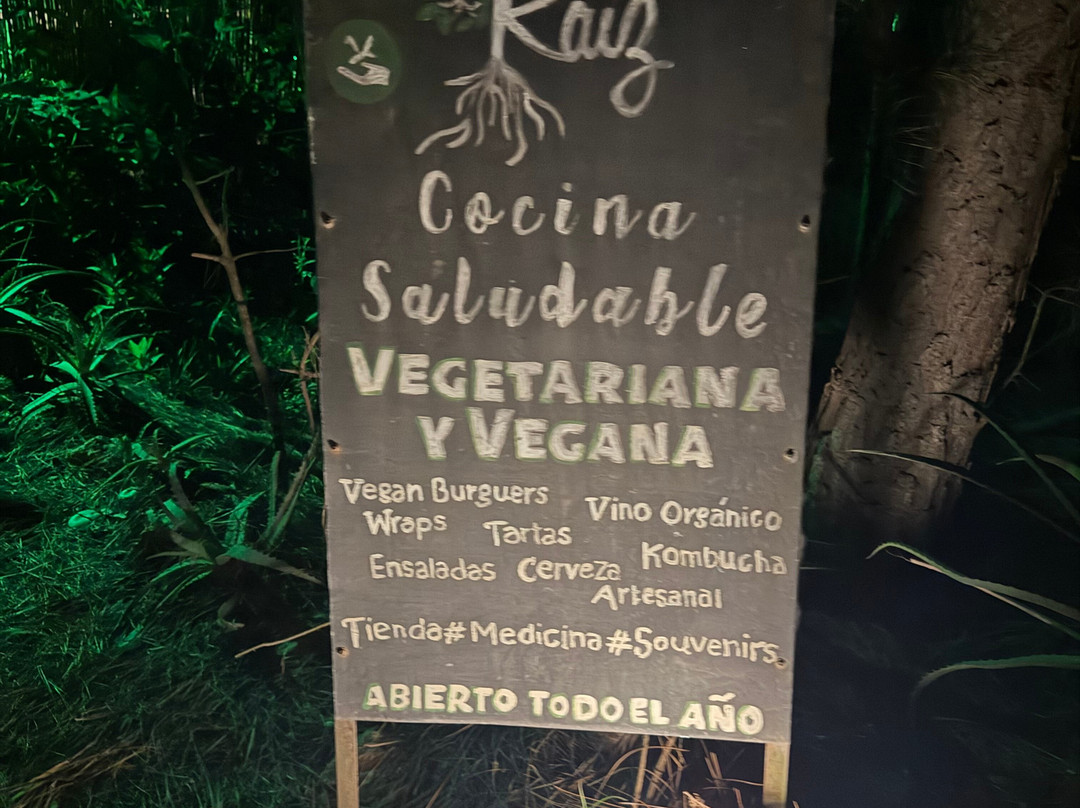 Raiz
Cocina
Saludable
VEGETARIANA
Y VEGANA
Vegan Burguers
Vino Orgánico
Wraps
Tartas
Kombucha
Ensaladas
Cerveza
Artesanal
Tienda#Medicina#Souvenirs
ABIERTO TODO EL AÑO